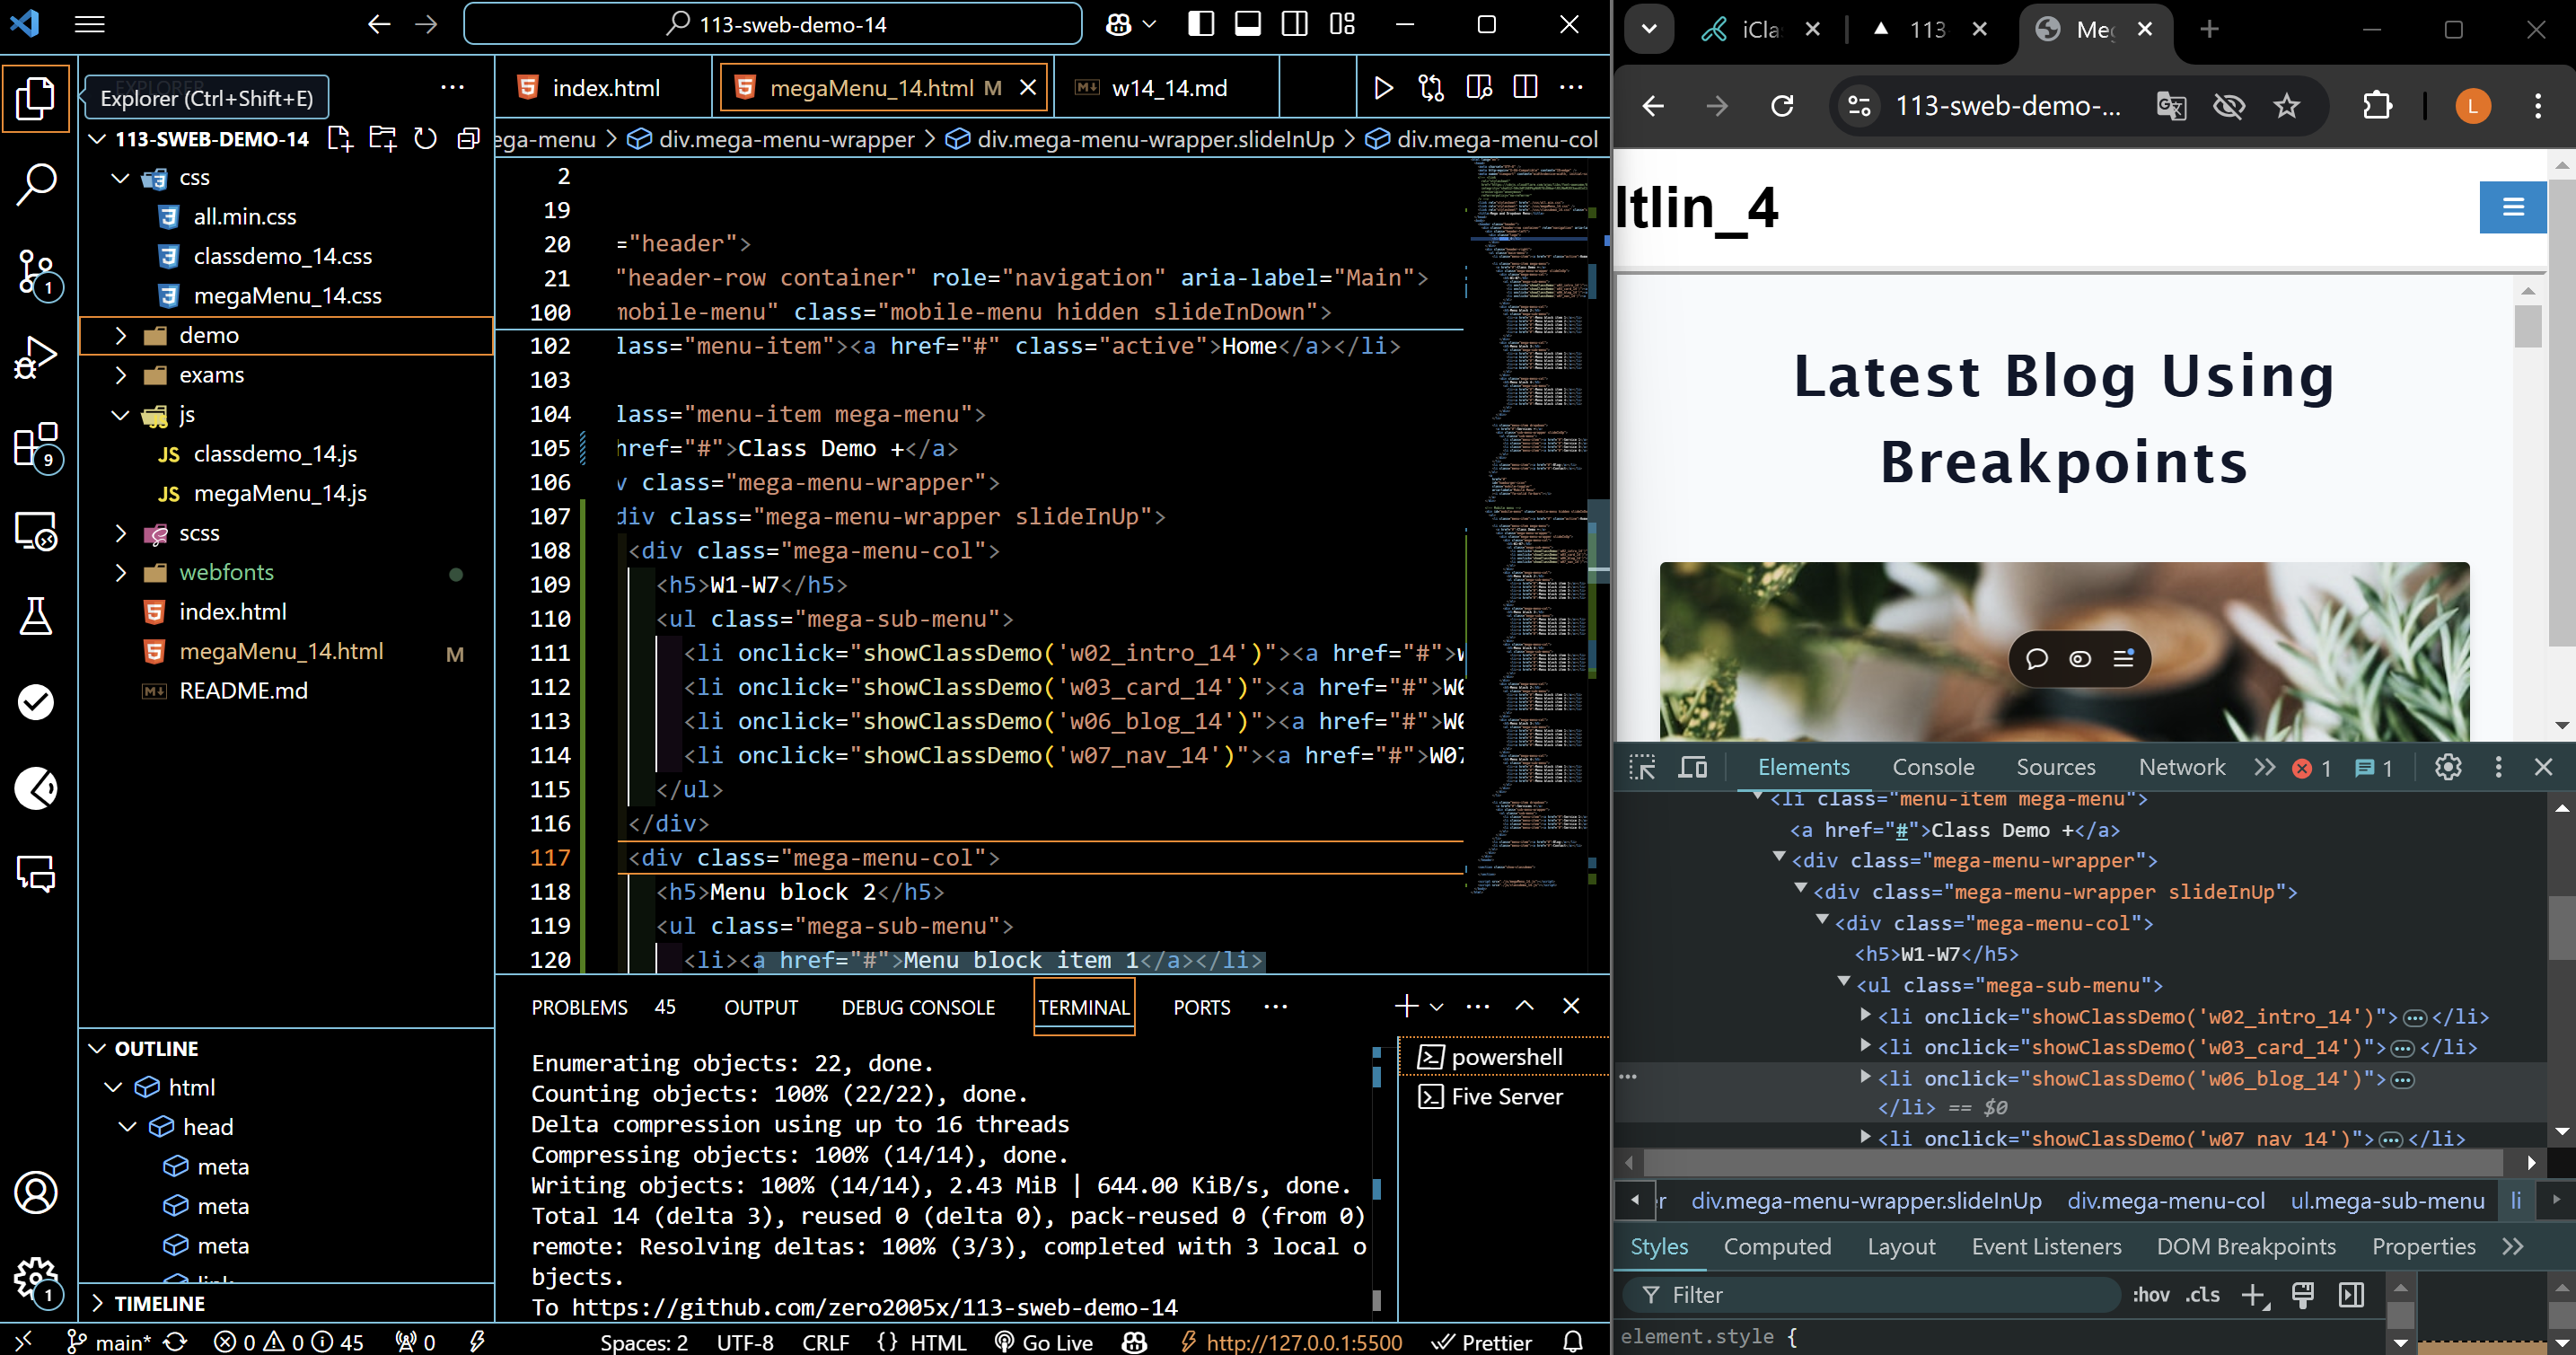 113-sweb-demo-14
Explorer (Ctrl+Shift+E)
113-SWEB-DEMO-14
css
all.min.css
classdemo_14.css
megaMenu_14.css
demo
exams
js
classdemo_14.js
megaMenu_14.js
scss
webfonts
index.html
megaMenu_14.html M
README.md
OUTLINE
html
head
meta
meta
meta
TIMELINE
1
9
1
index.html
megaMenu_14.html M
w14_14.md
ega-menu > div.mega-menu-wrapper > div.mega-menu-wrapper.slideInUp > div.mega-menu-col
2
19
20 ="header">
21 "header-row container" role="navigation" aria-label="Main">
100 mobile-menu" class="mobile-menu hidden slideInDown">
102 lass="menu-item"><a href="#" class="active">Home</a></li>
103
104 lass="menu-item mega-menu">
105 href="#">Class Demo +</a>
106 v class="mega-menu-wrapper">
107 div class="mega-menu-wrapper slideInUp">
108 <div class="mega-menu-col">
109 <h5>W1-W7</h5>
110 <ul class="mega-sub-menu">
111 <li onclick="showClassDemo('w02_intro_14')"><a href="#">W
112 <li onclick="showClassDemo('w03_card_14')"><a href="#">W0
113 <li onclick="showClassDemo('w06_blog_14')"><a href="#">W0
114 <li onclick="showClassDemo('w07_nav_14')"><a href="#">W07
115 </ul>
116 </div>
117 <div class="mega-menu-col">
118 <h5>Menu block 2</h5>
119 <ul class="mega-sub-menu">
120 <li><a href="#">Menu block item 1</a></li>
PROBLEMS 45 OUTPUT DEBUG CONSOLE TERMINAL PORTS
Enumerating objects: 22, done.
Counting objects: 100% (22/22), done.
Delta compression using up to 16 threads
Compressing objects: 100% (14/14), done.
Writing objects: 100% (14/14), 2.43 MiB | 644.00 KiB/s, done.
Total 14 (delta 3), reused 0 (delta 0), pack-reused 0 (from 0)
remote: Resolving deltas: 100% (3/3), completed with 3 local o
bjects.
To https://github.com/zero2005x/113-sweb-demo-14
powershell
Five Server
main* 0 0 45 0 Spaces: 2 UTF-8 CRLF {} HTML Go Live http://127.0.0.1:5500 Prettier
iCla 113 Me
113-sweb-demo-... L
ltlin_4
Latest Blog Using
Breakpoints
Elements Console Sources Network 1 1
<li class="menu-item mega-menu">
<a href="#">Class Demo +</a>
<div class="mega-menu-wrapper">
<div class="mega-menu-wrapper slideInUp">
<div class="mega-menu-col">
<h5>W1-W7</h5>
<ul class="mega-sub-menu">
<li onclick="showClassDemo('w02_intro_14')">…</li>
<li onclick="showClassDemo('w03_card_14')">…</li>
<li onclick="showClassDemo('w06_blog_14')">…
</li> == $0
<li onclick="showClassDemo('w07_nav_14')">…</li>
er div.mega-menu-wrapper.slideInUp div.mega-menu-col ul.mega-sub-menu li
Styles Computed Layout Event Listeners DOM Breakpoints Properties
Filter :hov .cls
element.style {